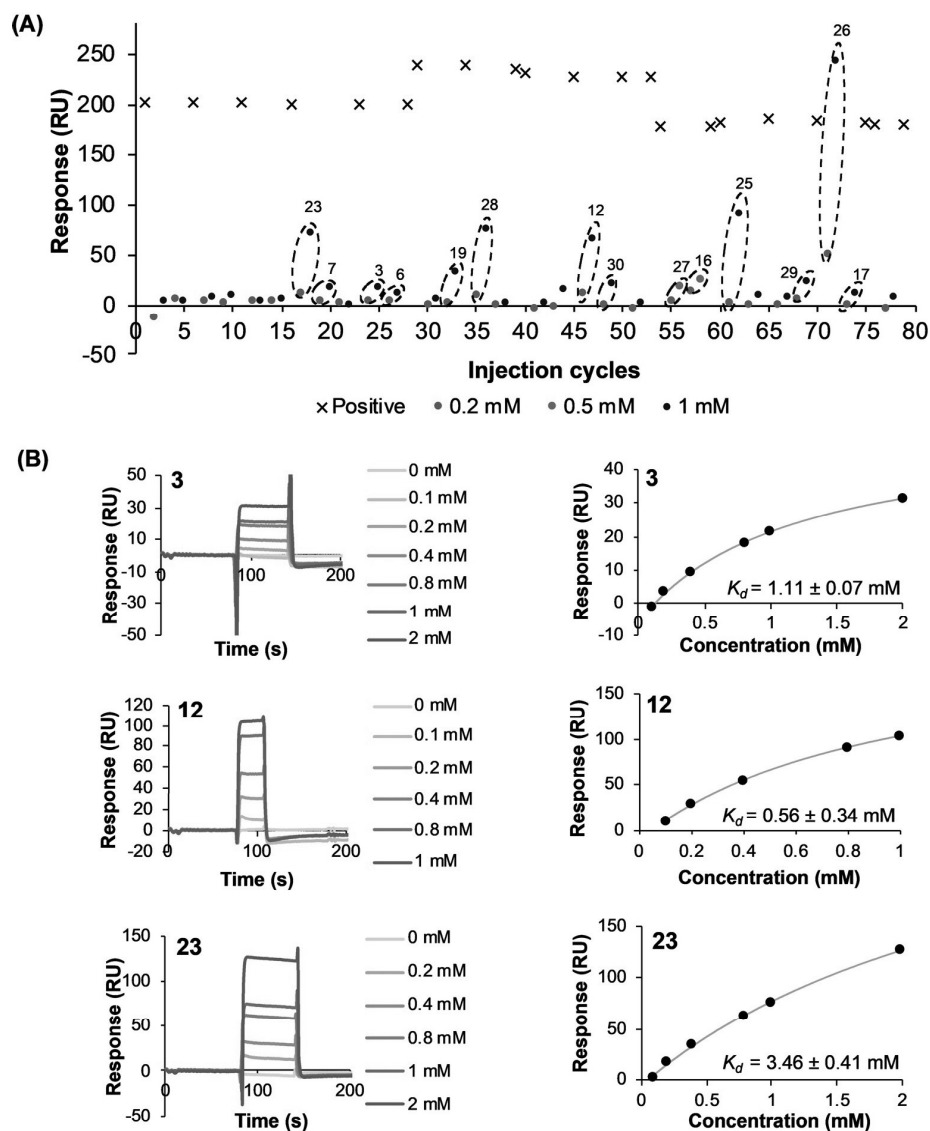 (A)
Response (RU)
250
200
150
100
50
0
-50
26
25
28
23
12
7
3
6
19
30
27
16
29
17
0 5 10 15 20 25 30 35 40 45 50 55 60 65 70 75 80
Injection cycles
×Positive ● 0.2 mM ● 0.5 mM ● 1 mM
(B)
3
Response (RU)
50
30
10
-10
-30
-50
0 100 200
Time (s)
0 mM
0.1 mM
0.2 mM
0.4 mM
0.8 mM
1 mM
2 mM
3
Response (RU)
40
30
20
10
0
-10
0 0.5 1 1.5 2
Kd = 1.11 ± 0.07 mM
Concentration (mM)
12
Response (RU)
120
100
80
60
40
20
0
-20
0 100 200
Time (s)
0 mM
0.1 mM
0.2 mM
0.4 mM
0.8 mM
1 mM
12
Response (RU)
150
100
50
0
Kd = 0.56 ± 0.34 mM
0 0.2 0.4 0.6 0.8 1
Concentration (mM)
23
Response (RU)
150
100
50
0
-50
0 100 200
Time (s)
0 mM
0.2 mM
0.4 mM
0.8 mM
1 mM
2 mM
23
Response (RU)
150
100
50
0
Kd = 3.46 ± 0.41 mM
0 0.5 1 1.5 2
Concentration (mM)